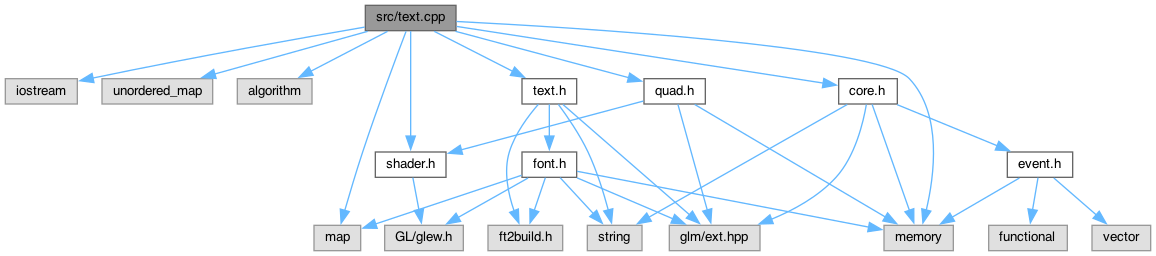 src/text.cpp
iostream
unordered_map
algorithm
text.h
quad.h
core.h
shader.h
font.h
event.h
map
GL/glew.h
ft2build.h
string
glm/ext.hpp
memory
functional
vector